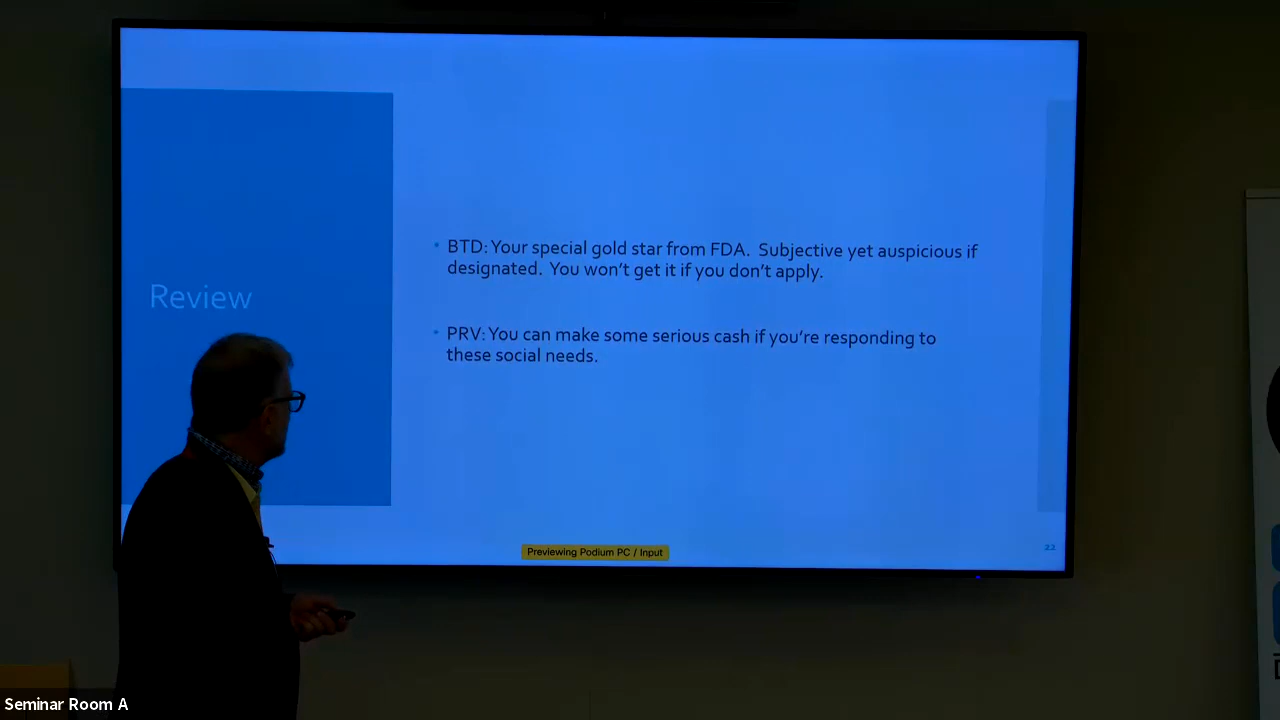 Review
BTD: Your special gold star from FDA.  Subjective yet auspicious if
designated.  You won't get it if you don't apply.
PRV: You can make some serious cash if you're responding to
these social needs.
Previewing Podium PC / Input
22
Seminar Room A